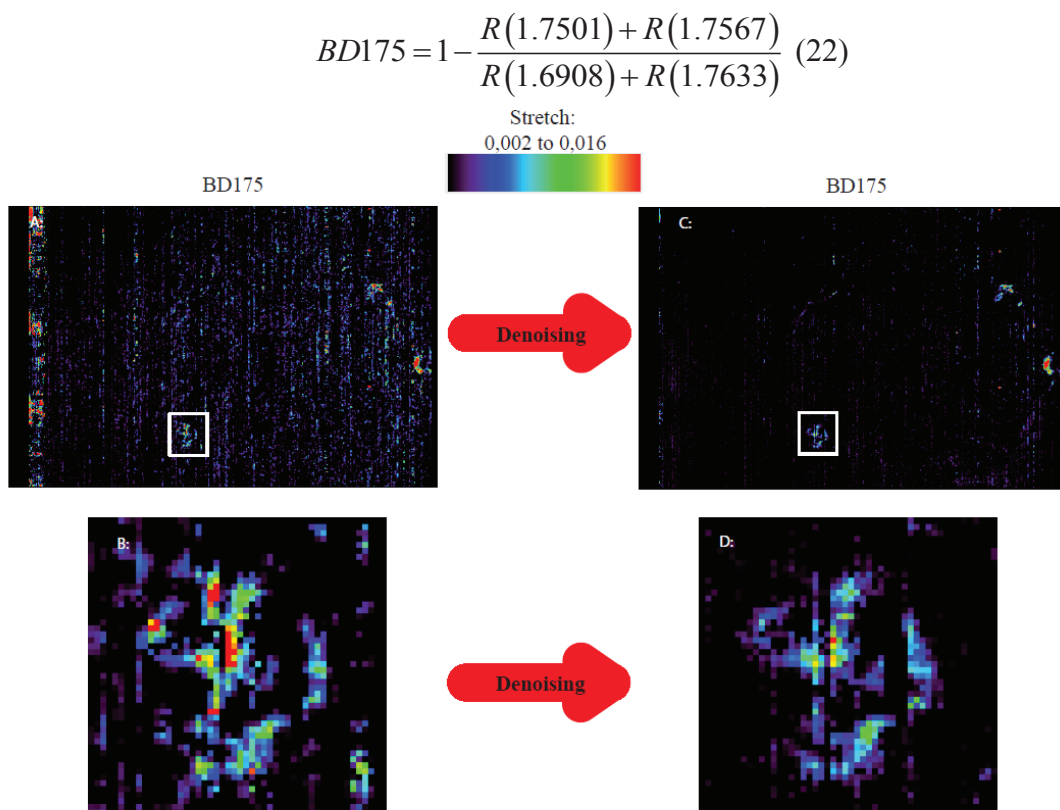 BD175 = 1 − (R(1.7501) + R(1.7567)) / (R(1.6908) + R(1.7633)) (22)
Stretch:
0,002 to 0,016
BD175
BD175
A:
C:
Denoising
B:
D:
Denoising